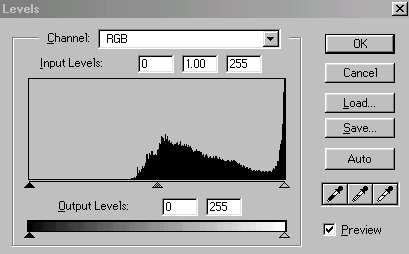 Levels
Channel: RGB
Input Levels: 0 1.00 255
Output Levels: 0 255
OK
Cancel
Load...
Save...
Auto
Preview